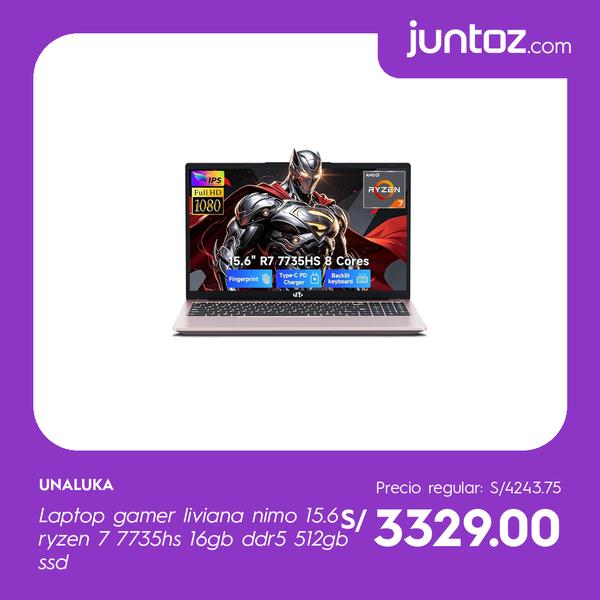 juntoz.com
IPS
Full HD
1080
AMD
RYZEN
7
15.6" R7 7735HS 8 Cores
Fingerprint
Type-C PD
Charger
Backlit
keyboard
UNALUKA
Precio regular: S/4243.75
Laptop gamer liviana nimo 15.6
ryzen 7 7735hs 16gb ddr5 512gb
ssd
S/ 3329.00